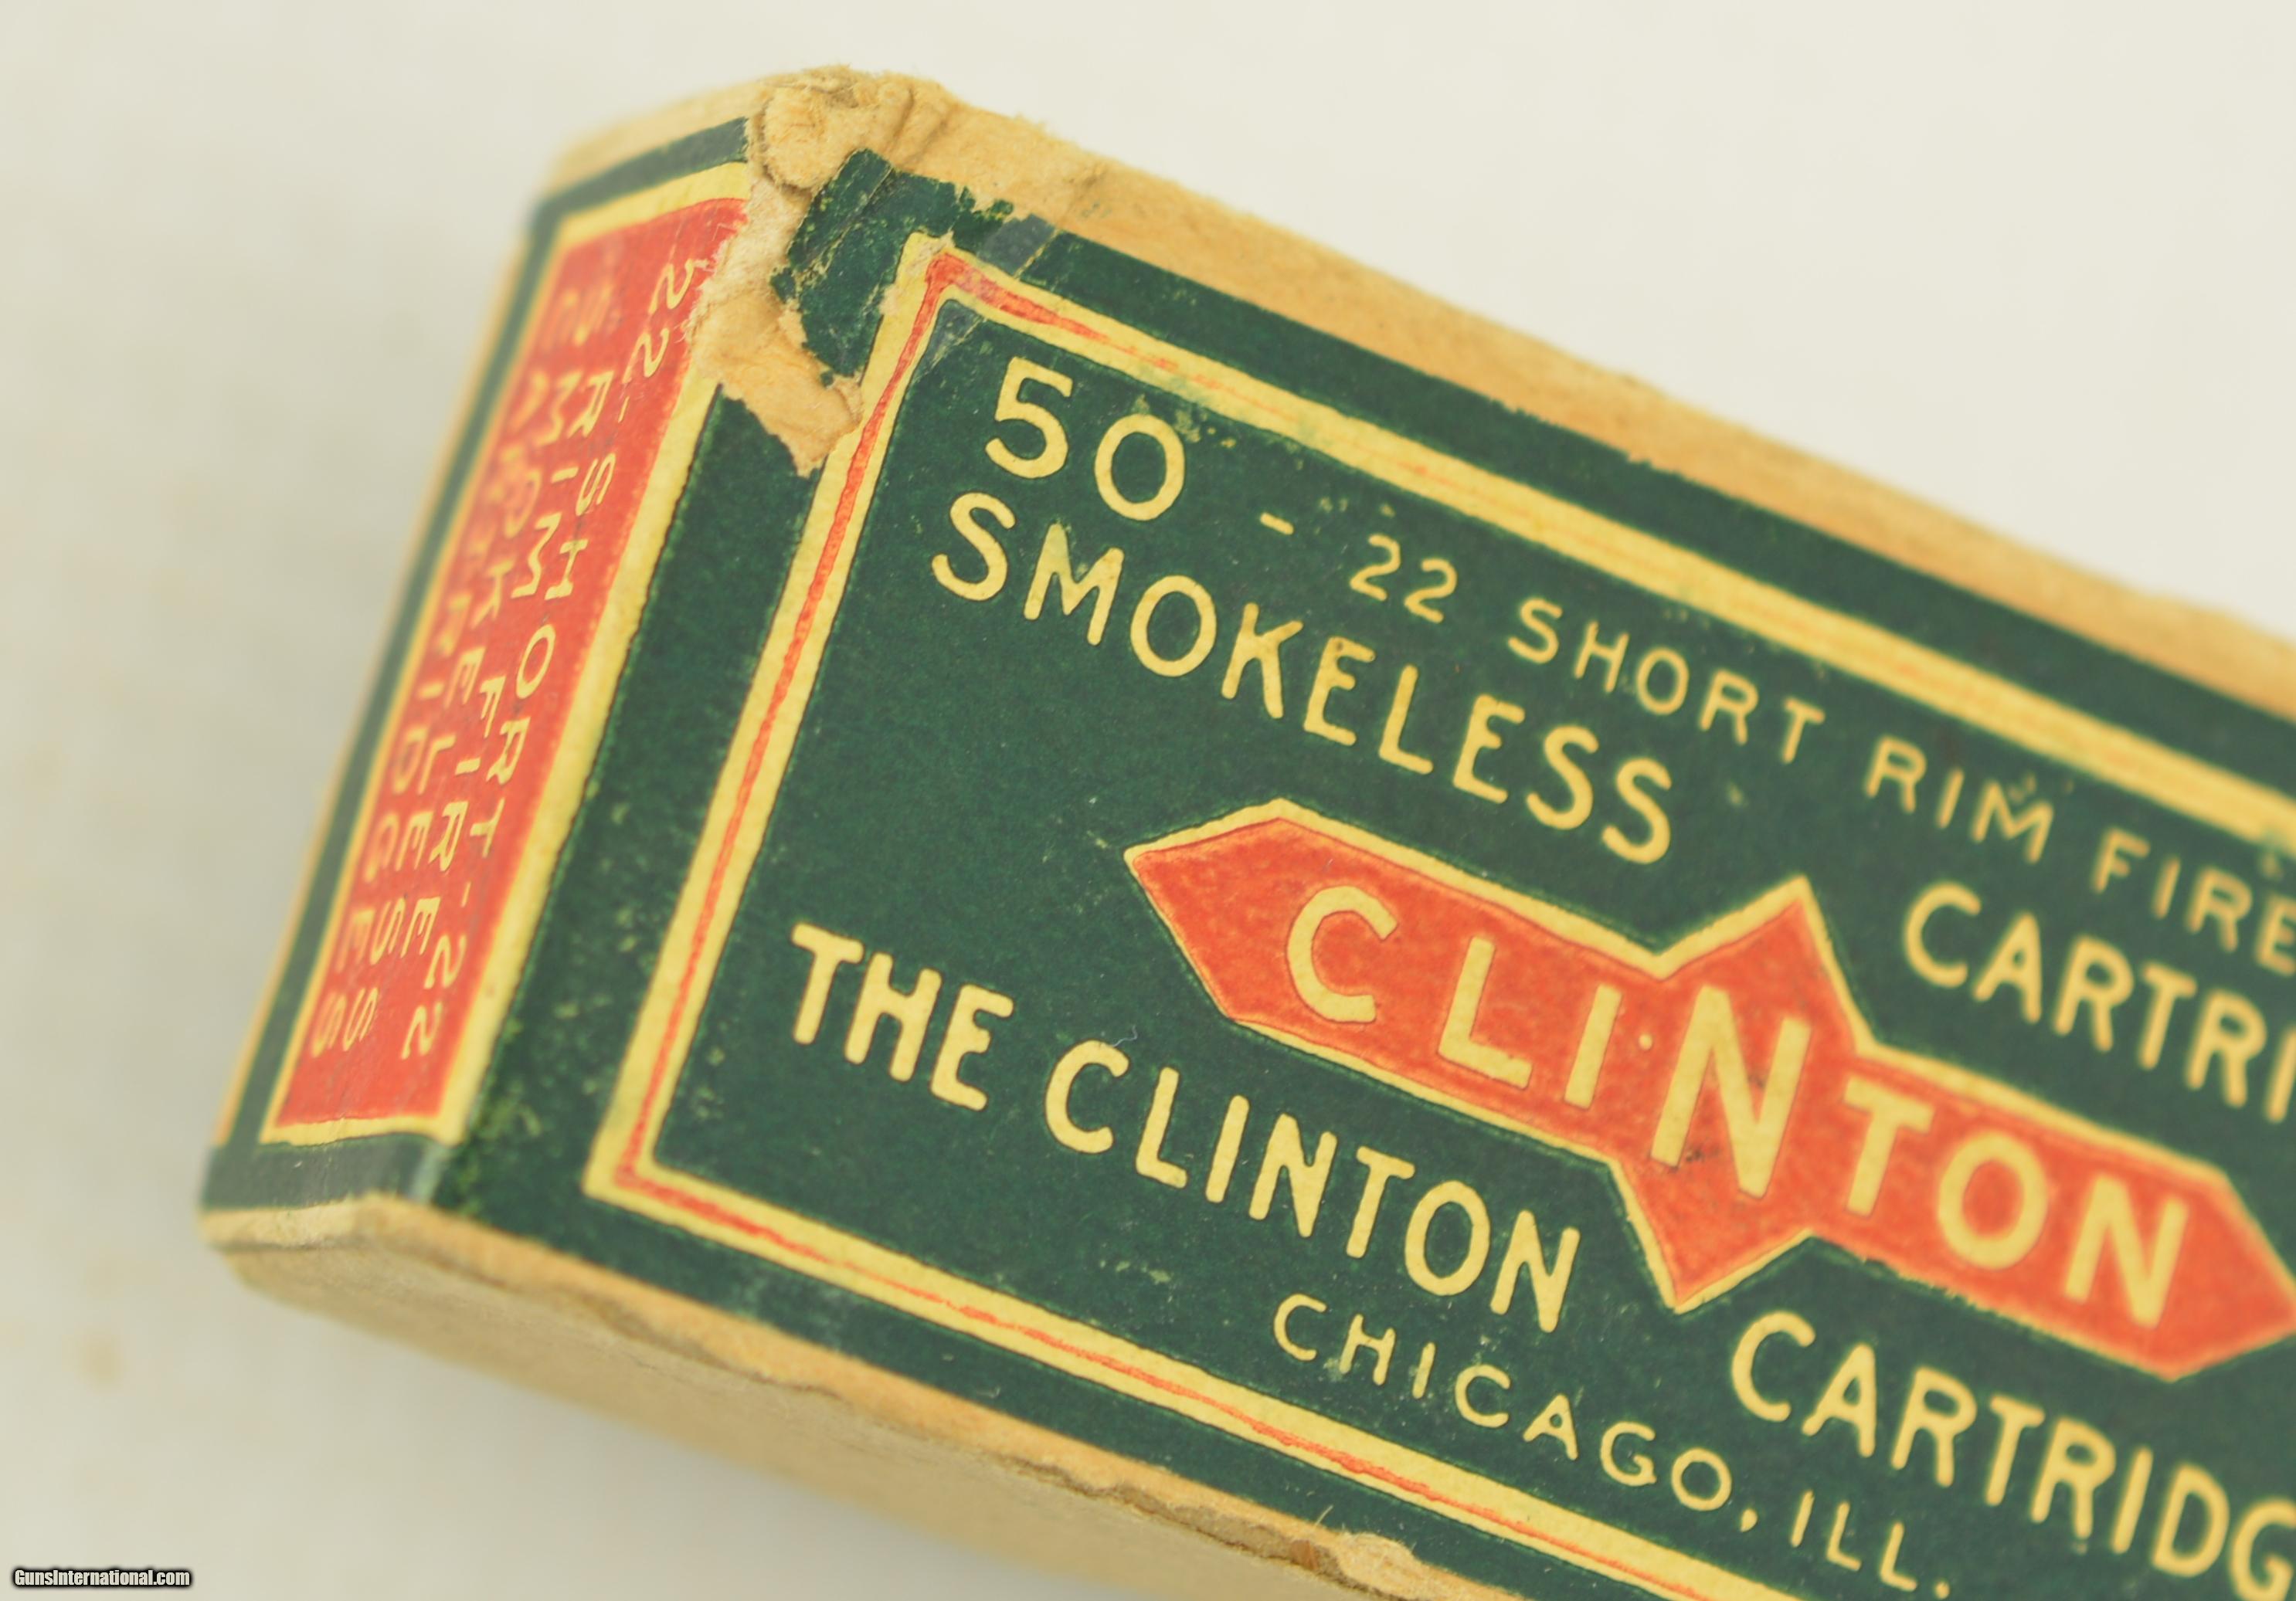 22-SHORT-22
RIM FIRE
SMOKELESS
CARTRIDGES
50 - 22 SHORT RIM FIRE
SMOKELESS CARTRI
CLINTON
THE CLINTON CARTRIDG
CHICAGO, ILL.
GunsInternational.com